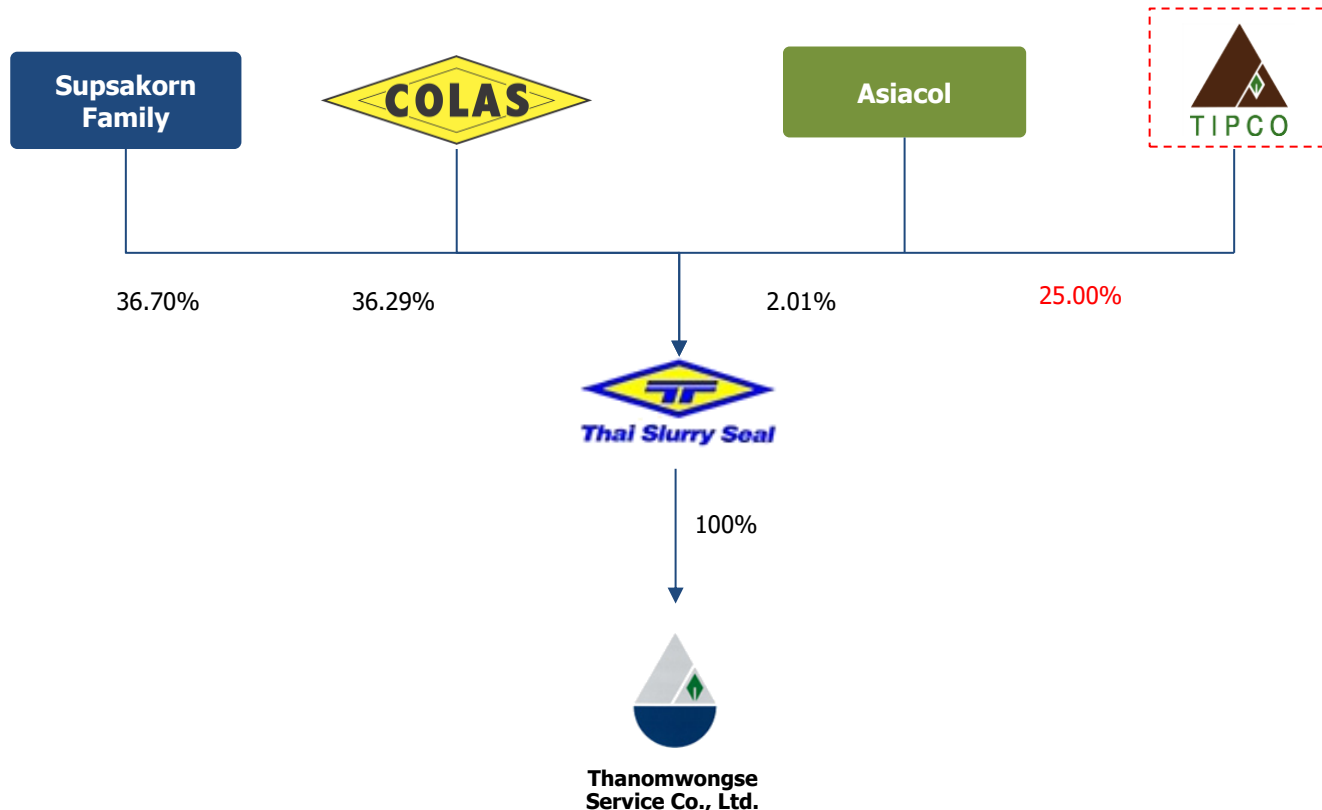 Supsakorn
Family
COLAS
Asiacol
TIPCO
36.70%
36.29%
2.01%
25.00%
Thai Slurry Seal
100%
Thanomwongse
Service Co., Ltd.